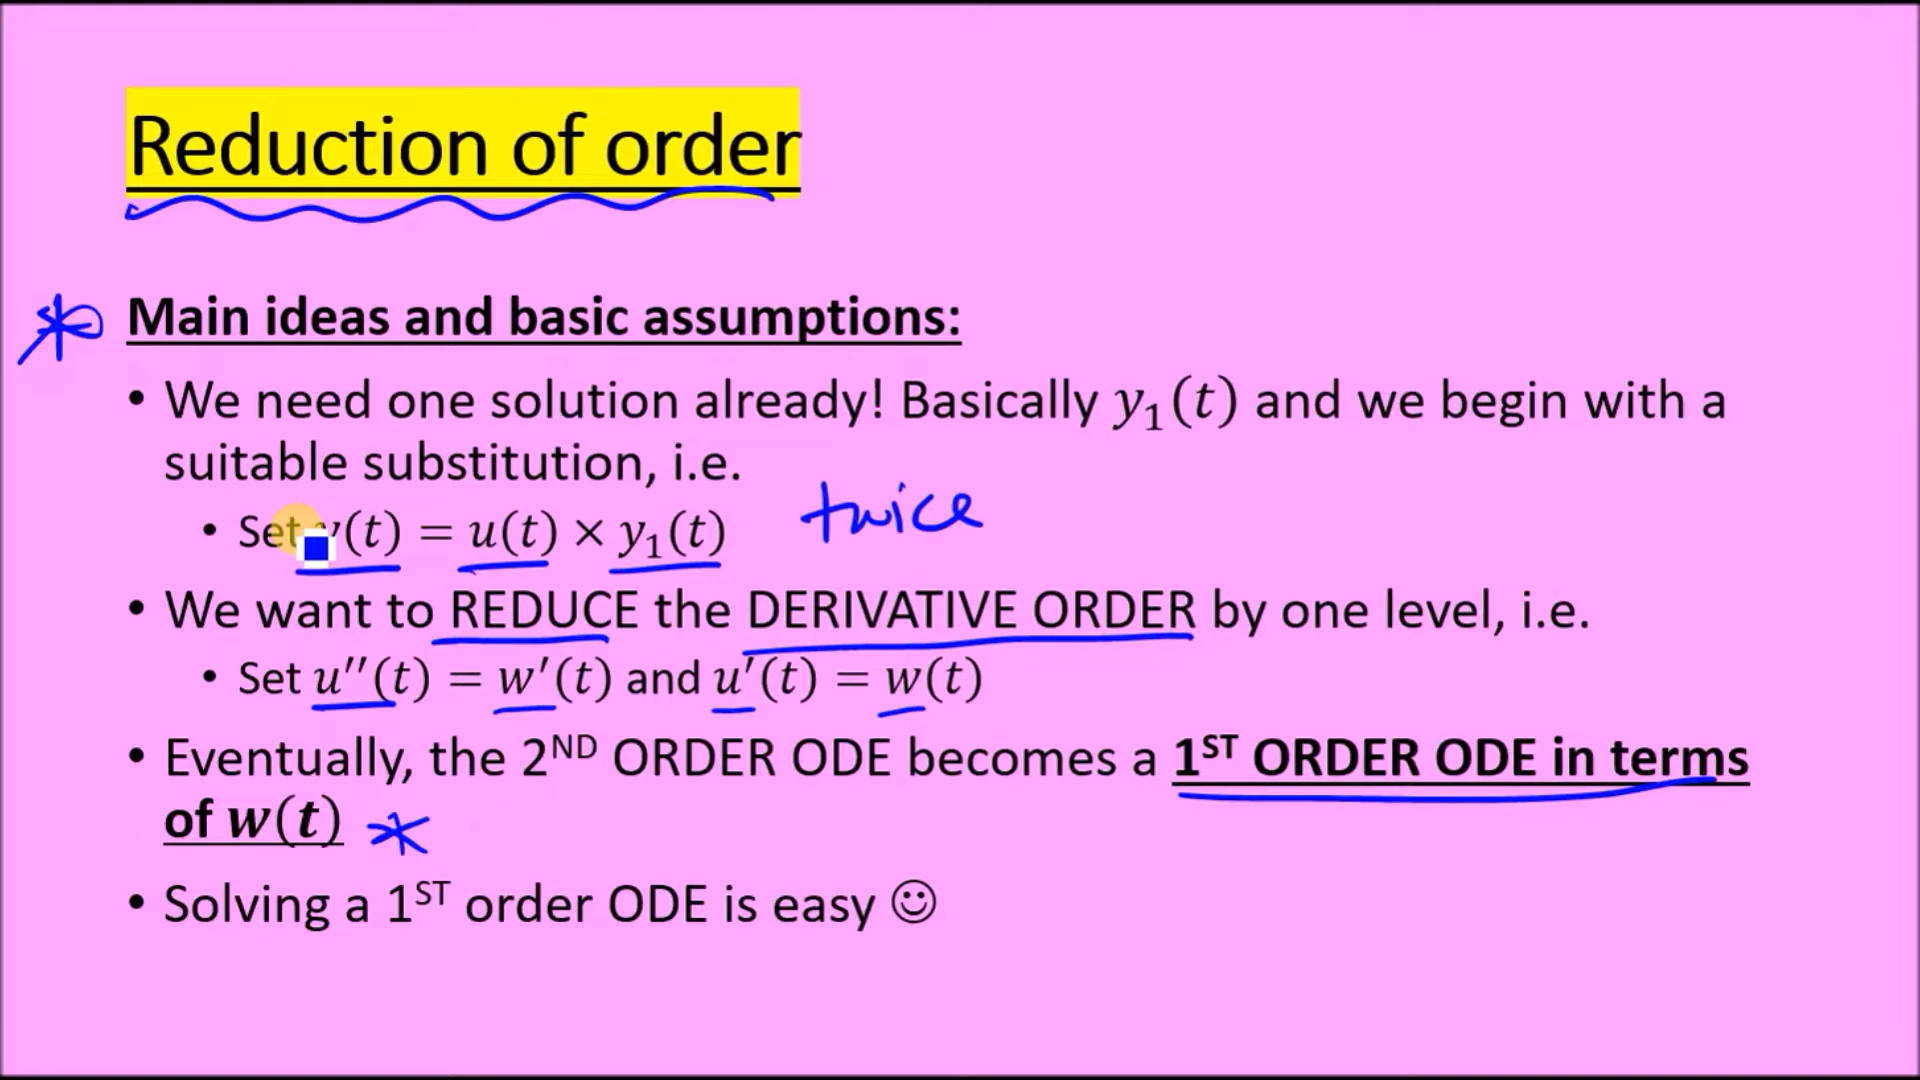 Reduction of order
Main ideas and basic assumptions:
• We need one solution already! Basically y₁(t) and we begin with a
suitable substitution, i.e.
twice
• Set (t) = u(t) × y₁(t)
• We want to REDUCE the DERIVATIVE ORDER by one level, i.e.
• Set u′′(t) = w′(t) and u′(t) = w(t)
• Eventually, the 2ᴺᴰ ORDER ODE becomes a 1ˢᵀ ORDER ODE in terms
of w(t)
• Solving a 1ˢᵀ order ODE is easy ☺